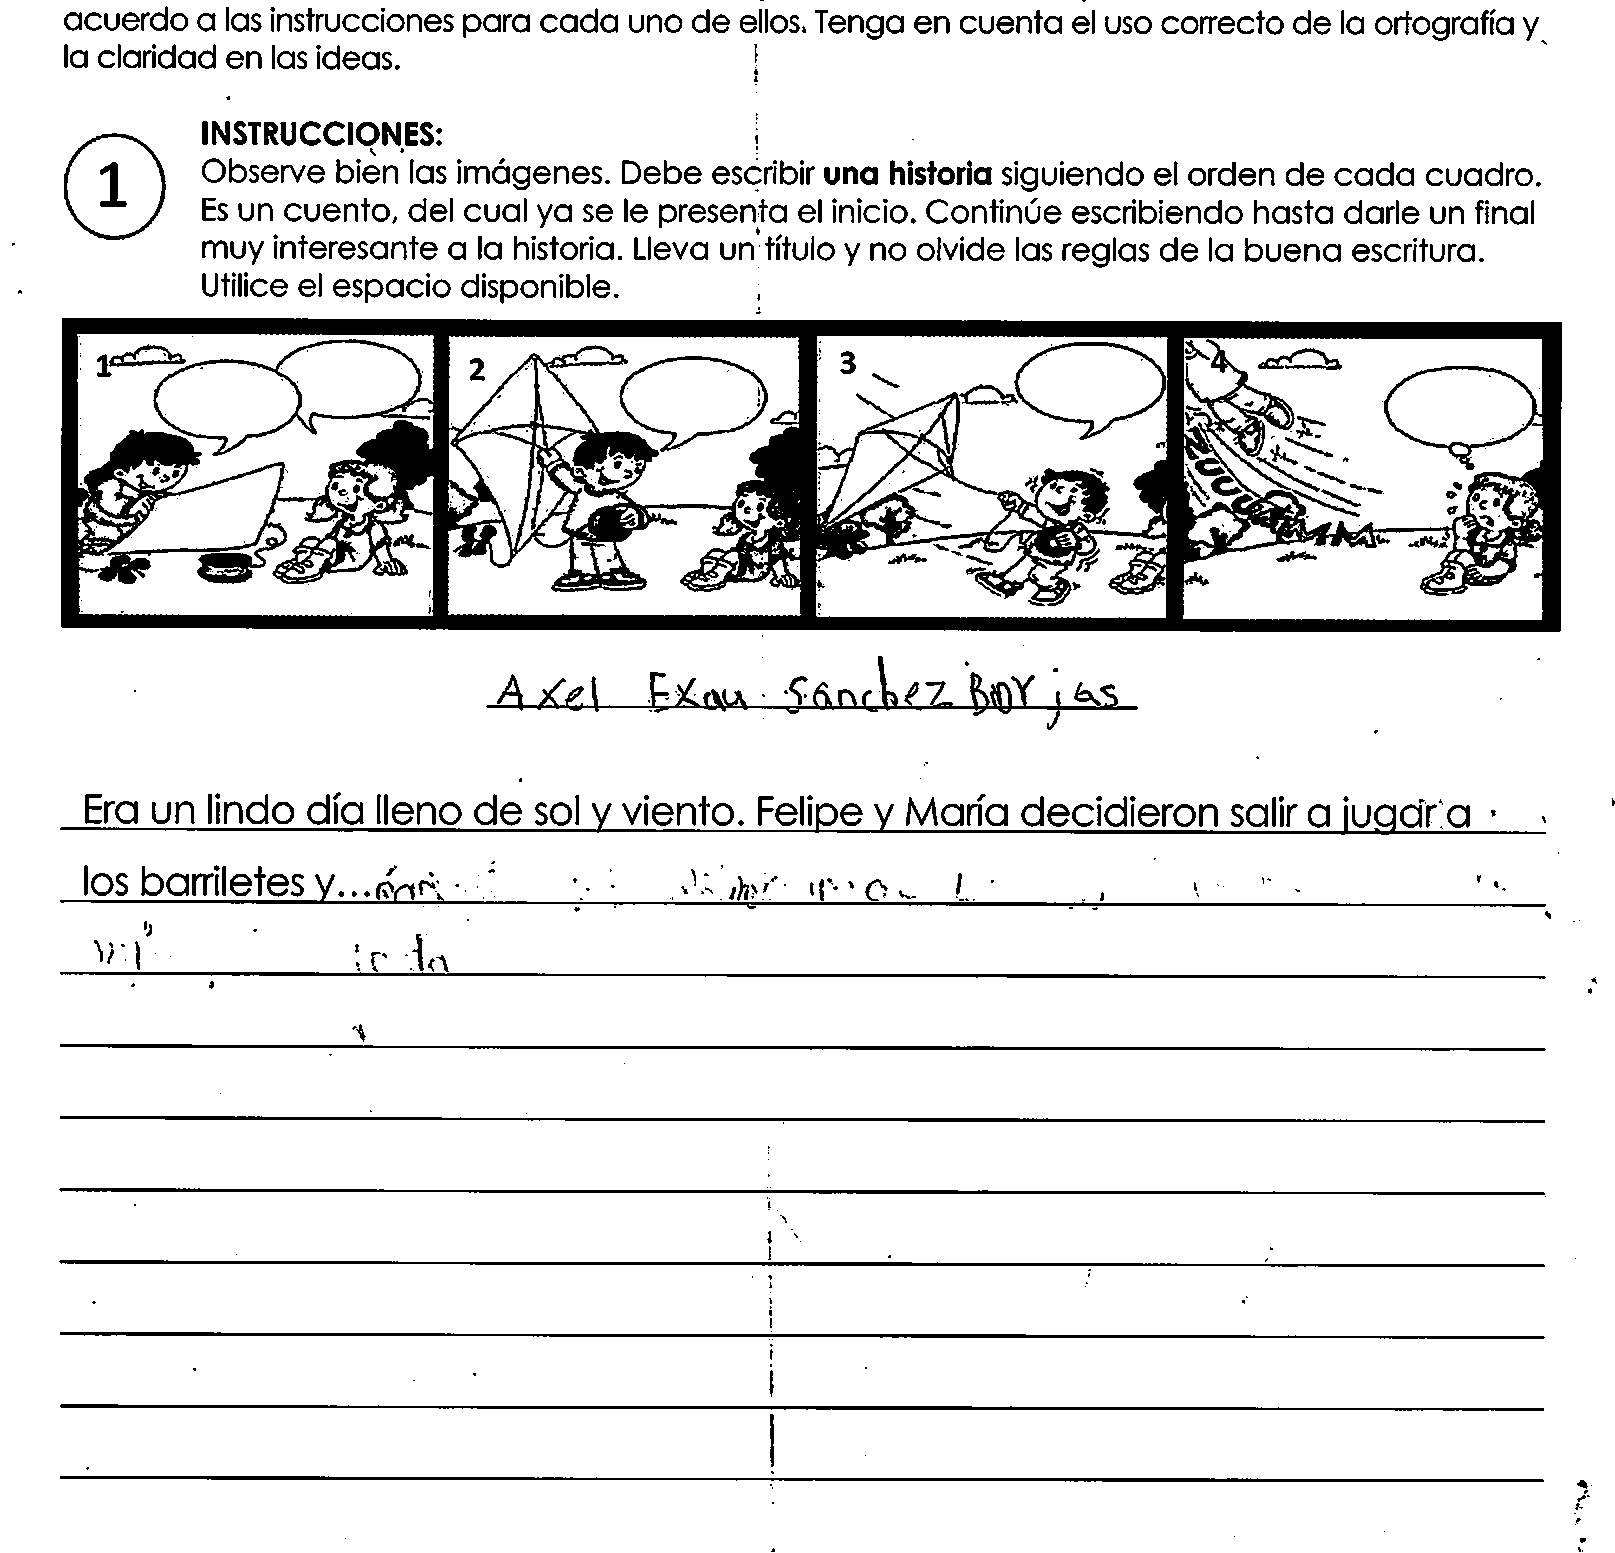 acuerdo a las instrucciones para cada uno de ellos. Tenga en cuenta el uso correcto de la ortografía y
la claridad en las ideas.
INSTRUCCIONES:
1
Observe bien las imágenes. Debe escribir una historia siguiendo el orden de cada cuadro.
Es un cuento, del cual ya se le presenta el inicio. Continúe escribiendo hasta darle un final
muy interesante a la historia. Lleva un título y no olvide las reglas de la buena escritura.
Utilice el espacio disponible.
1 2 3 4
ZUUUM
Axel Exau Sánchez Borjas
Era un lindo día lleno de sol y viento. Felipe y María decidieron salir a jugar a
los barriletes y...